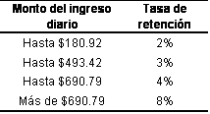 Monto del ingreso diario Tasa de retención
Hasta $180.92 2%
Hasta $493.42 3%
Hasta $690.79 4%
Más de $690.79 8%